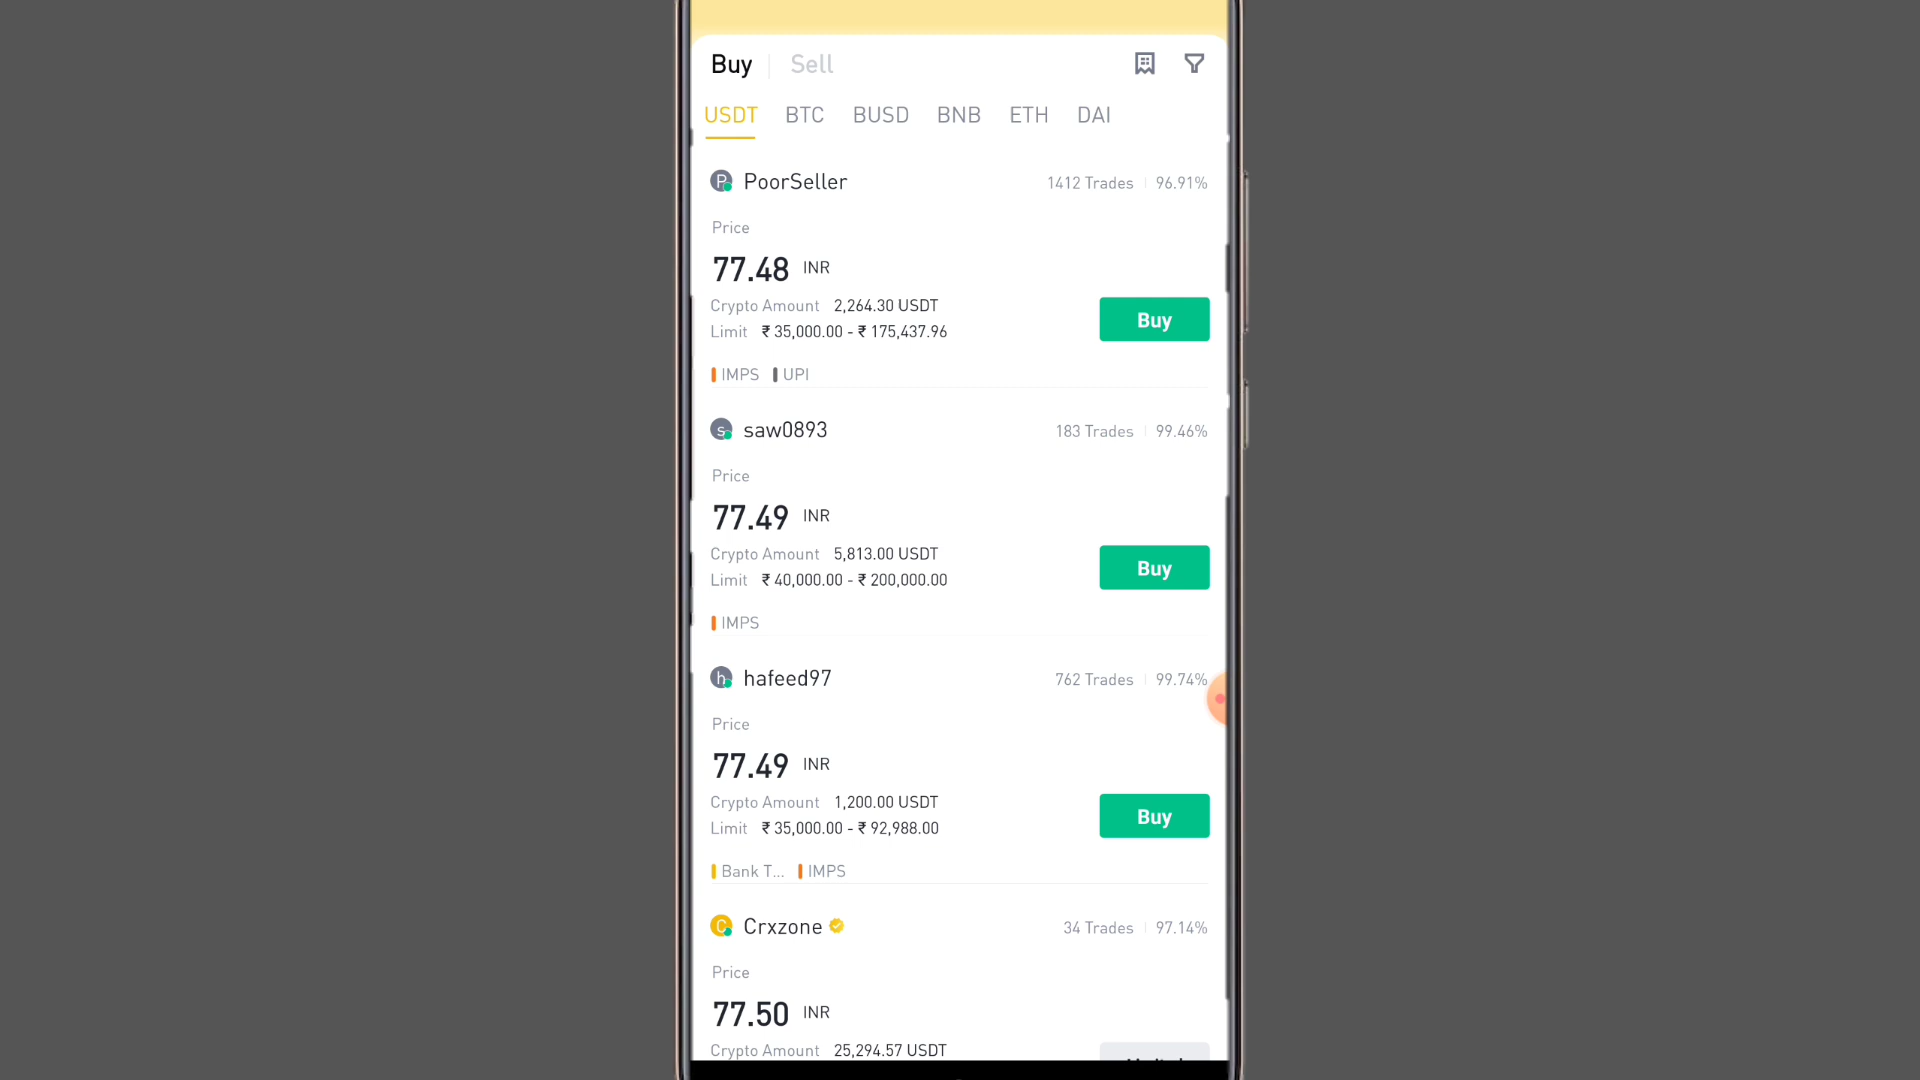 Buy Sell
USDT BTC BUSD BNB ETH DAI
P PoorSeller 1412 Trades 96.91%
Price
77.48 INR
Crypto Amount 2,264.30 USDT
Limit ₹ 35,000.00 - ₹ 175,437.96
Buy
IMPS UPI
s saw0893 183 Trades 99.46%
Price
77.49 INR
Crypto Amount 5,813.00 USDT
Limit ₹ 40,000.00 - ₹ 200,000.00
Buy
IMPS
h hafeed97 762 Trades 99.74%
Price
77.49 INR
Crypto Amount 1,200.00 USDT
Limit ₹ 35,000.00 - ₹ 92,988.00
Buy
Bank T... IMPS
C Crxzone 34 Trades 97.14%
Price
77.50 INR
Crypto Amount 25,294.57 USDT